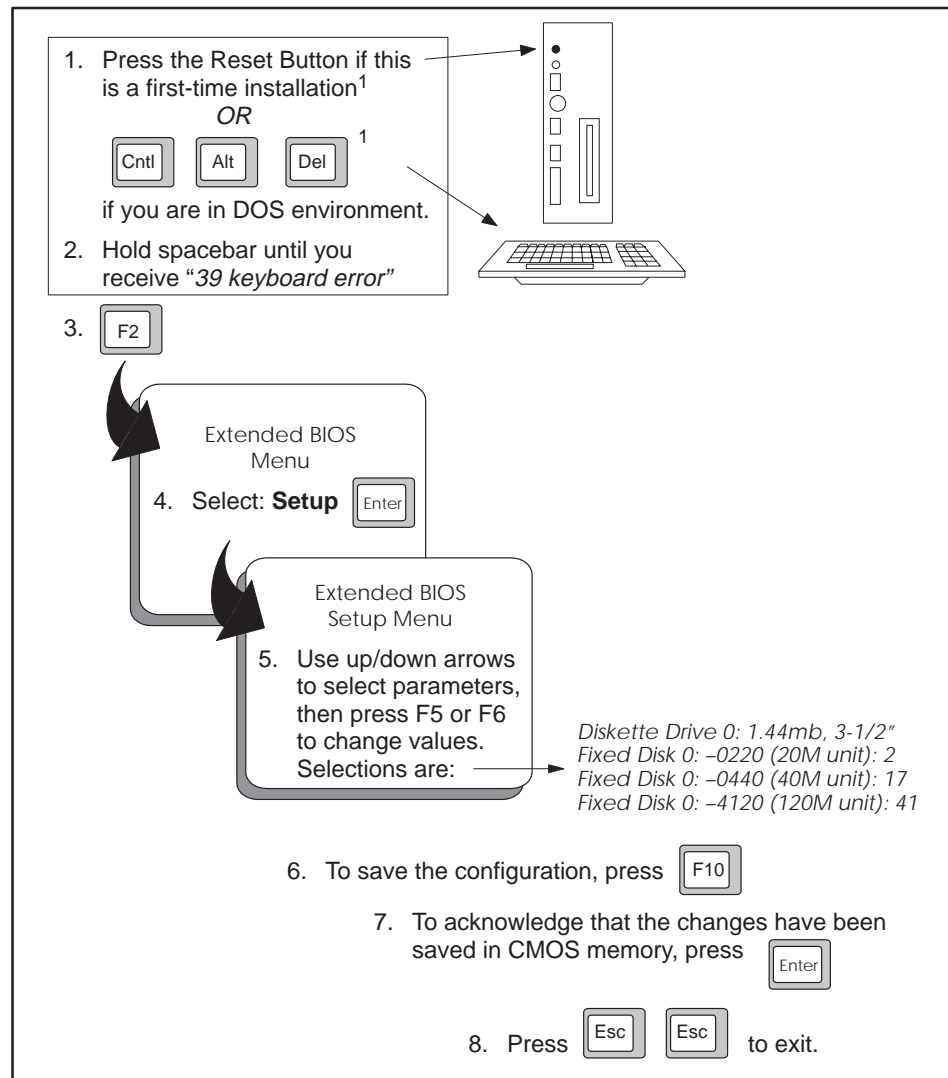 1. Press the Reset Button if this
is a first-time installation1
OR
Cntl Alt Del 1
if you are in DOS environment.
2. Hold spacebar until you
receive “39 keyboard error”
3. F2
Extended BIOS
Menu
4. Select: Setup Enter
Extended BIOS
Setup Menu
5. Use up/down arrows
to select parameters,
then press F5 or F6
to change values.
Selections are:
Diskette Drive 0: 1.44mb, 3-1/2”
Fixed Disk 0: –0220 (20M unit): 2
Fixed Disk 0: –0440 (40M unit): 17
Fixed Disk 0: –4120 (120M unit): 41
6. To save the configuration, press F10
7. To acknowledge that the changes have been
saved in CMOS memory, press Enter
8. Press Esc Esc to exit.